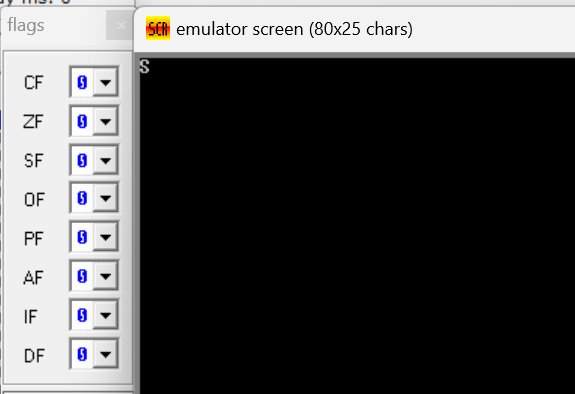 flags
emulator screen (80x25 chars)
SCR
S
CF 0
ZF 0
SF 0
OF 0
PF 0
AF 0
IF 0
DF 0